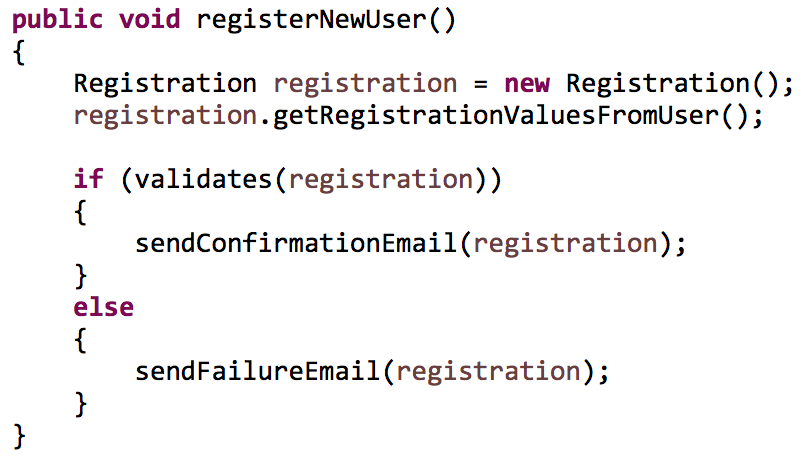 public void registerNewUser()
{
    Registration registration = new Registration();
    registration.getRegistrationValuesFromUser();

    if (validates(registration))
    {
        sendConfirmationEmail(registration);
    }
    else
    {
        sendFailureEmail(registration);
    }
}